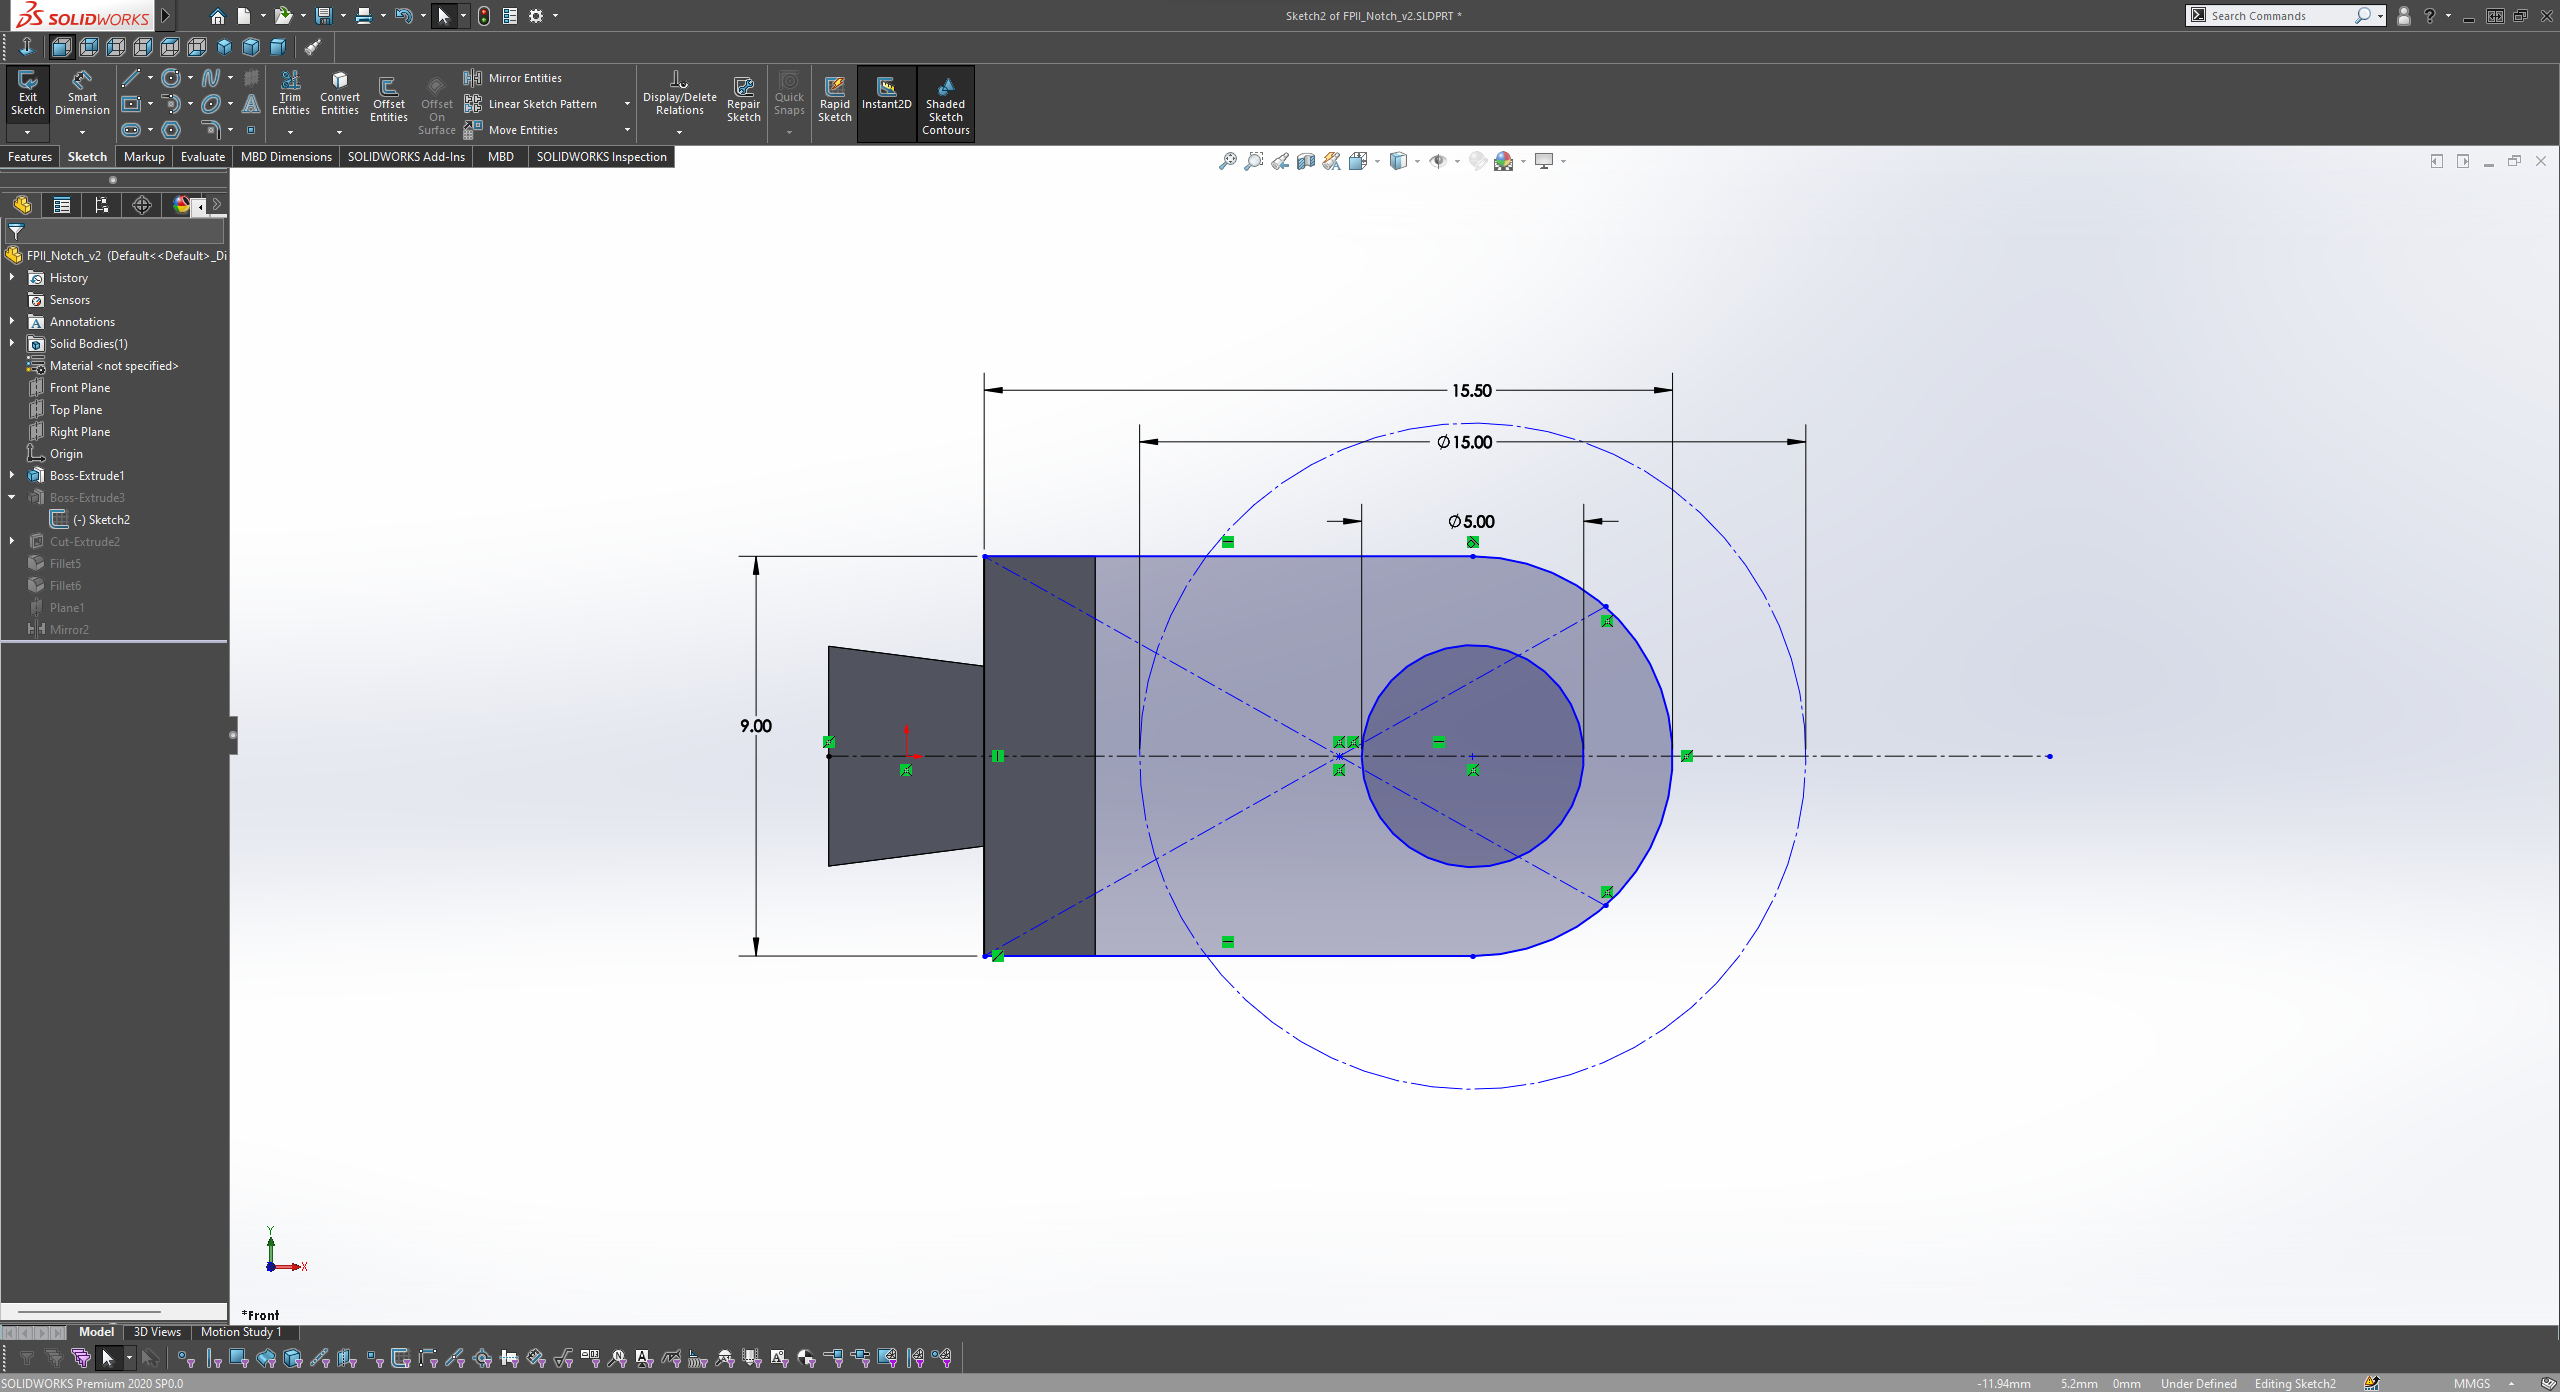 SOLIDWORKS
Sketch2 of FPII_Notch_v2.SLDPRT *
Search Commands
Exit Sketch
Smart Dimension
Trim Entities
Convert Entities
Offset Entities
Offset On Surface
Mirror Entities
Linear Sketch Pattern
Move Entities
Display/Delete Relations
Repair Sketch
Quick Snaps
Rapid Sketch
Instant2D
Shaded Sketch Contours
Features Sketch Markup Evaluate MBD Dimensions SOLIDWORKS Add-Ins MBD SOLIDWORKS Inspection
FPII_Notch_v2 (Default<<Default>_Di
History
Sensors
Annotations
Solid Bodies(1)
Material <not specified>
Front Plane
Top Plane
Right Plane
Origin
Boss-Extrude1
Boss-Extrude3
(-) Sketch2
Cut-Extrude2
Fillet5
Fillet6
Plane1
Mirror2
15.50
∅15.00
∅5.00
9.00
Y
X
*Front
Model 3D Views Motion Study 1
SOLIDWORKS Premium 2020 SP0.0
-11.94mm 5.2mm 0mm Under Defined Editing Sketch2 MMGS